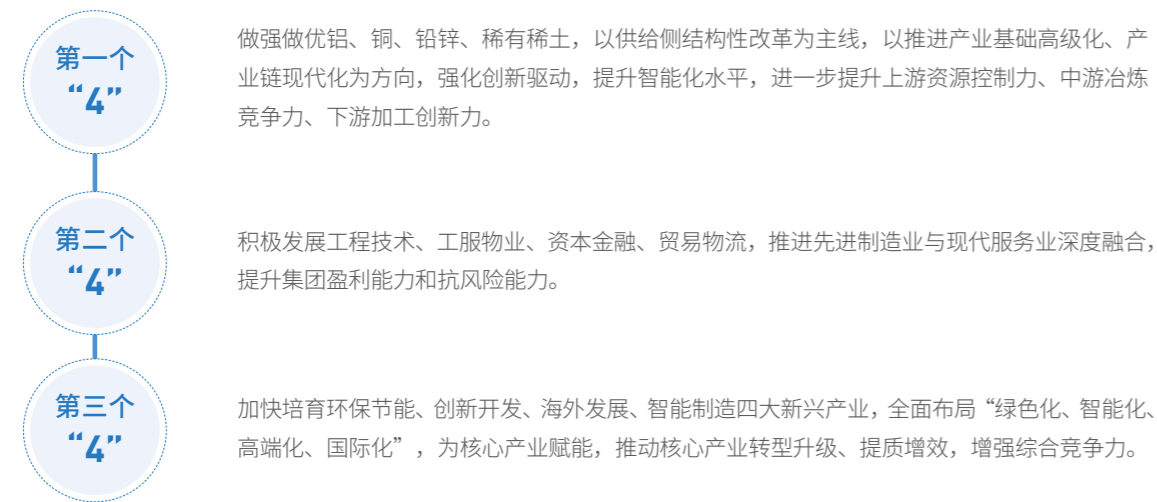 第一个
“4”
做强做优铝、铜、铅锌、稀有稀土，以供给侧结构性改革为主线，以推进产业基础高级化、产
业链现代化为方向，强化创新驱动，提升智能化水平，进一步提升上游资源控制力、中游冶炼
竞争力、下游加工创新力。
第二个
“4”
积极发展工程技术、工服物业、资本金融、贸易物流，推进先进制造业与现代服务业深度融合，
提升集团盈利能力和抗风险能力。
第三个
“4”
加快培育环保节能、创新开发、海外发展、智能制造四大新兴产业，全面布局“绿色化、智能化、
高端化、国际化”，为核心产业赋能，推动核心产业转型升级、提质增效，增强综合竞争力。